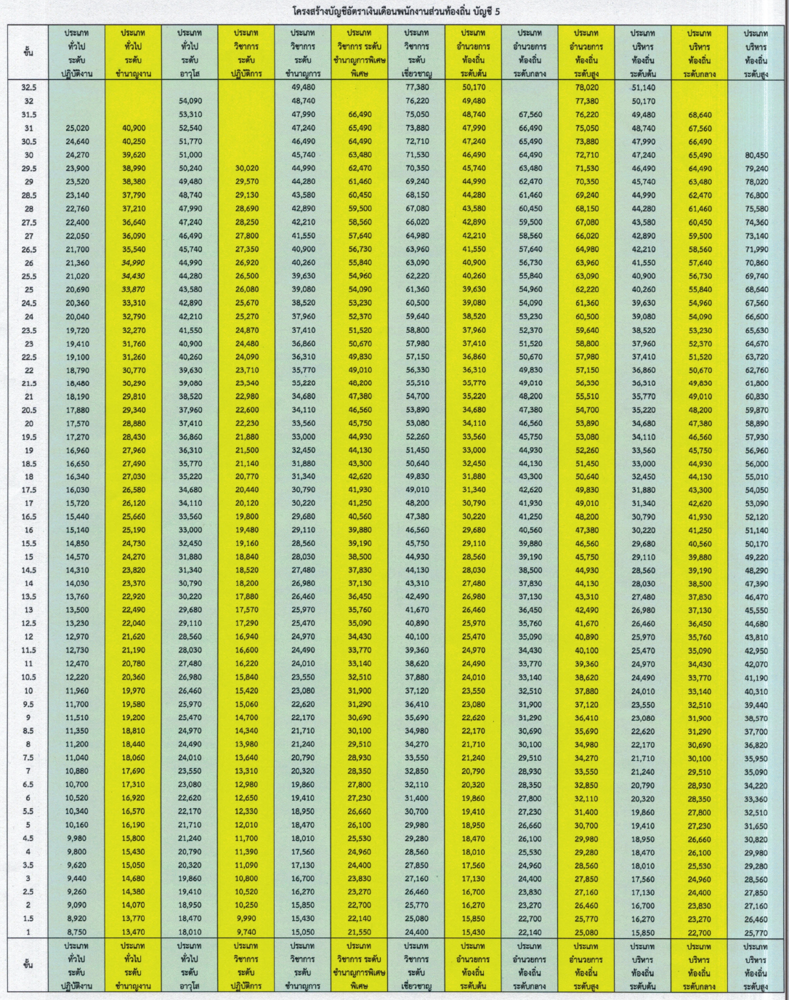 โครงสร้างบัญชีอัตราเงินเดือนพนักงานส่วนท้องถิ่น บัญชี 5
ขั้น ประเภททั่วไประดับปฏิบัติงาน ประเภททั่วไประดับชำนาญงาน ประเภททั่วไประดับอาวุโส ประเภทวิชาการระดับปฏิบัติการ ประเภทวิชาการระดับชำนาญการ ประเภทวิชาการ ระดับชำนาญการพิเศษพิเศษ ประเภทวิชาการระดับเชี่ยวชาญ ประเภทอำนวยการท้องถิ่นระดับต้น ประเภทอำนวยการท้องถิ่นระดับกลาง ประเภทอำนวยการท้องถิ่นระดับสูง ประเภทบริหารท้องถิ่นระดับต้น ประเภทบริหารท้องถิ่นระดับกลาง ประเภทบริหารท้องถิ่นระดับสูง
32.5 49,480 77,380 50,170 78,020 51,140
32 54,090 48,740 76,220 49,480 77,380 50,170
31.5 53,310 47,990 66,490 75,050 48,740 67,560 76,220 49,480 68,640
31 25,020 40,900 52,540 47,240 65,490 73,880 47,990 66,490 75,050 48,740 67,560
30.5 24,640 40,250 51,770 46,490 64,490 72,710 47,240 65,490 73,880 47,990 66,490
30 24,270 39,620 51,000 45,740 63,480 71,530 46,490 64,490 72,710 47,240 65,490 80,450
29.5 23,900 38,990 50,240 30,020 44,990 62,470 70,350 45,740 63,480 71,530 46,490 64,490 79,240
29 23,520 38,380 49,480 29,570 44,280 61,460 69,240 44,990 62,470 70,350 45,740 63,480 78,020
28.5 23,140 37,790 48,740 29,130 43,580 60,450 68,150 44,280 61,460 69,240 44,990 62,470 76,800
28 22,760 37,210 47,990 28,690 42,890 59,500 67,080 43,580 60,450 68,150 44,280 61,460 75,580
27.5 22,400 36,640 47,240 28,250 42,210 58,560 66,020 42,890 59,500 67,080 43,580 60,450 74,360
27 22,050 36,090 46,490 27,800 41,550 57,640 64,980 42,210 58,560 66,020 42,890 59,500 73,140
26.5 21,700 35,540 45,740 27,350 40,900 56,730 63,960 41,550 57,640 64,980 42,210 58,560 71,990
26 21,360 34,990 44,990 26,920 40,260 55,840 63,090 40,900 56,730 63,960 41,550 57,640 70,860
25.5 21,020 34,430 44,280 26,500 39,630 54,960 62,220 40,260 55,840 63,090 40,900 56,730 69,740
25 20,690 33,870 43,580 26,080 39,080 54,090 61,360 39,630 54,960 62,220 40,260 55,840 68,640
24.5 20,360 33,310 42,890 25,670 38,520 53,230 60,500 39,080 54,090 61,360 39,630 54,960 67,560
24 20,040 32,790 42,210 25,270 37,960 52,370 59,640 38,520 53,230 60,500 39,080 54,090 66,600
23.5 19,720 32,270 41,550 24,870 37,410 51,520 58,800 37,960 52,370 59,640 38,520 53,230 65,630
23 19,410 31,760 40,900 24,480 36,860 50,670 57,980 37,410 51,520 58,800 37,960 52,370 64,670
22.5 19,100 31,260 40,260 24,090 36,310 49,830 57,150 36,860 50,670 57,980 37,410 51,520 63,720
22 18,790 30,770 39,630 23,710 35,770 49,010 56,330 36,310 49,830 57,150 36,860 50,670 62,760
21.5 18,480 30,290 39,080 23,340 35,220 48,200 55,510 35,770 49,010 56,330 36,310 49,830 61,800
21 18,190 29,810 38,520 22,980 34,680 47,380 54,700 35,220 48,200 55,510 35,770 49,010 60,830
20.5 17,880 29,340 37,960 22,600 34,110 46,560 53,890 34,680 47,380 54,700 35,220 48,200 59,870
20 17,570 28,880 37,410 22,230 33,560 45,750 53,080 34,110 46,560 53,890 34,680 47,380 58,890
19.5 17,270 28,430 36,860 21,880 33,000 44,930 52,260 33,560 45,750 53,080 34,110 46,560 57,930
19 16,960 27,960 36,310 21,500 32,450 44,130 51,450 33,000 44,930 52,260 33,560 45,750 56,960
18.5 16,650 27,490 35,770 21,140 31,880 43,300 50,640 32,450 44,130 51,450 33,000 44,930 56,000
18 16,340 27,030 35,220 20,770 31,340 42,620 49,830 31,880 43,300 50,640 32,450 44,130 55,010
17.5 16,030 26,580 34,680 20,440 30,790 41,930 49,010 31,340 42,620 49,830 31,880 43,300 54,050
17 15,720 26,120 34,110 20,120 30,220 41,250 48,200 30,790 41,930 49,010 31,340 42,620 53,090
16.5 15,440 25,660 33,560 19,800 29,680 40,560 47,380 30,220 41,250 48,200 30,790 41,930 52,120
16 15,140 25,190 33,000 19,480 29,110 39,880 46,560 29,680 40,560 47,380 30,220 41,250 51,140
15.5 14,850 24,730 32,450 19,160 28,560 39,190 45,750 29,110 39,880 46,560 29,680 40,560 50,170
15 14,570 24,270 31,880 18,840 28,030 38,500 44,930 28,560 39,190 45,750 29,110 39,880 49,220
14.5 14,310 23,820 31,340 18,520 27,480 37,830 44,130 28,030 38,500 44,930 28,560 39,190 48,290
14 14,030 23,370 30,790 18,200 26,980 37,130 43,310 27,480 37,830 44,130 28,030 38,500 47,390
13.5 13,760 22,920 30,220 17,880 26,460 36,450 42,490 26,980 37,130 43,310 27,480 37,830 46,470
13 13,500 22,490 29,680 17,570 25,970 35,760 41,670 26,460 36,450 42,490 26,980 37,130 45,550
12.5 13,230 22,040 29,110 17,290 25,470 35,090 40,890 25,970 35,760 41,670 26,460 36,450 44,680
12 12,970 21,620 28,560 16,940 24,970 34,430 40,100 25,470 35,090 40,890 25,970 35,760 43,810
11.5 12,730 21,190 28,030 16,600 24,490 33,770 39,360 24,970 34,430 40,100 25,470 35,090 42,950
11 12,470 20,780 27,480 16,220 24,010 33,140 38,620 24,490 33,770 39,360 24,970 34,430 42,070
10.5 12,220 20,360 26,980 15,840 23,550 32,510 37,880 24,010 33,140 38,620 24,490 33,770 41,190
10 11,960 19,970 26,460 15,420 23,080 31,900 37,120 23,550 32,510 37,880 24,010 33,140 40,310
9.5 11,700 19,580 25,970 15,060 22,620 31,290 36,410 23,080 31,900 37,120 23,550 32,510 39,440
9 11,510 19,200 25,470 14,700 22,170 30,690 35,690 22,620 31,290 36,410 23,080 31,900 38,570
8.5 11,350 18,810 24,970 14,340 21,710 30,100 34,980 22,170 30,690 35,690 22,620 31,290 37,700
8 11,200 18,440 24,490 13,980 21,240 29,510 34,270 21,710 30,100 34,980 22,170 30,690 36,820
7.5 11,040 18,060 24,010 13,640 20,790 28,930 33,550 21,240 29,510 34,270 21,710 30,100 35,950
7 10,880 17,690 23,550 13,310 20,320 28,350 32,850 20,790 28,930 33,550 21,240 29,510 35,090
6.5 10,700 17,310 23,080 12,980 19,860 27,800 32,110 20,320 28,350 32,850 20,790 28,930 34,220
6 10,520 16,920 22,620 12,650 19,410 27,230 31,400 19,860 27,800 32,110 20,320 28,350 33,360
5.5 10,340 16,570 22,170 12,330 18,950 26,660 30,700 19,410 27,230 31,400 19,860 27,800 32,510
5 10,160 16,190 21,710 12,010 18,470 26,100 29,980 18,950 26,660 30,700 19,410 27,230 31,650
4.5 9,980 15,800 21,240 11,700 18,010 25,530 29,280 18,470 26,100 29,980 18,950 26,660 30,820
4 9,800 15,430 20,790 11,390 17,560 24,960 28,560 18,010 25,530 29,280 18,470 26,100 29,980
3.5 9,620 15,050 20,320 11,090 17,130 24,400 27,850 17,560 24,960 28,560 18,010 25,530 29,280
3 9,440 14,680 19,860 10,800 16,700 23,830 27,160 17,130 24,400 27,850 17,560 24,960 28,560
2.5 9,260 14,380 19,410 10,520 16,270 23,270 26,460 16,700 23,830 27,160 17,130 24,400 27,850
2 9,090 14,070 18,950 10,250 15,850 22,700 25,770 16,270 23,270 26,460 16,700 23,830 27,160
1.5 8,920 13,770 18,470 9,990 15,430 22,140 25,080 15,850 22,700 25,770 16,270 23,270 26,460
1 8,750 13,470 18,010 9,740 15,050 21,550 24,400 15,430 22,140 25,080 15,850 22,700 25,770
ขั้น ประเภททั่วไประดับปฏิบัติงาน ประเภททั่วไประดับชำนาญงาน ประเภททั่วไประดับอาวุโส ประเภทวิชาการระดับปฏิบัติการ ประเภทวิชาการระดับชำนาญการ ประเภทวิชาการ ระดับชำนาญการพิเศษพิเศษ ประเภทวิชาการระดับเชี่ยวชาญ ประเภทอำนวยการท้องถิ่นระดับต้น ประเภทอำนวยการท้องถิ่นระดับกลาง ประเภทอำนวยการท้องถิ่นระดับสูง ประเภทบริหารท้องถิ่นระดับต้น ประเภทบริหารท้องถิ่นระดับกลาง ประเภทบริหารท้องถิ่นระดับสูง